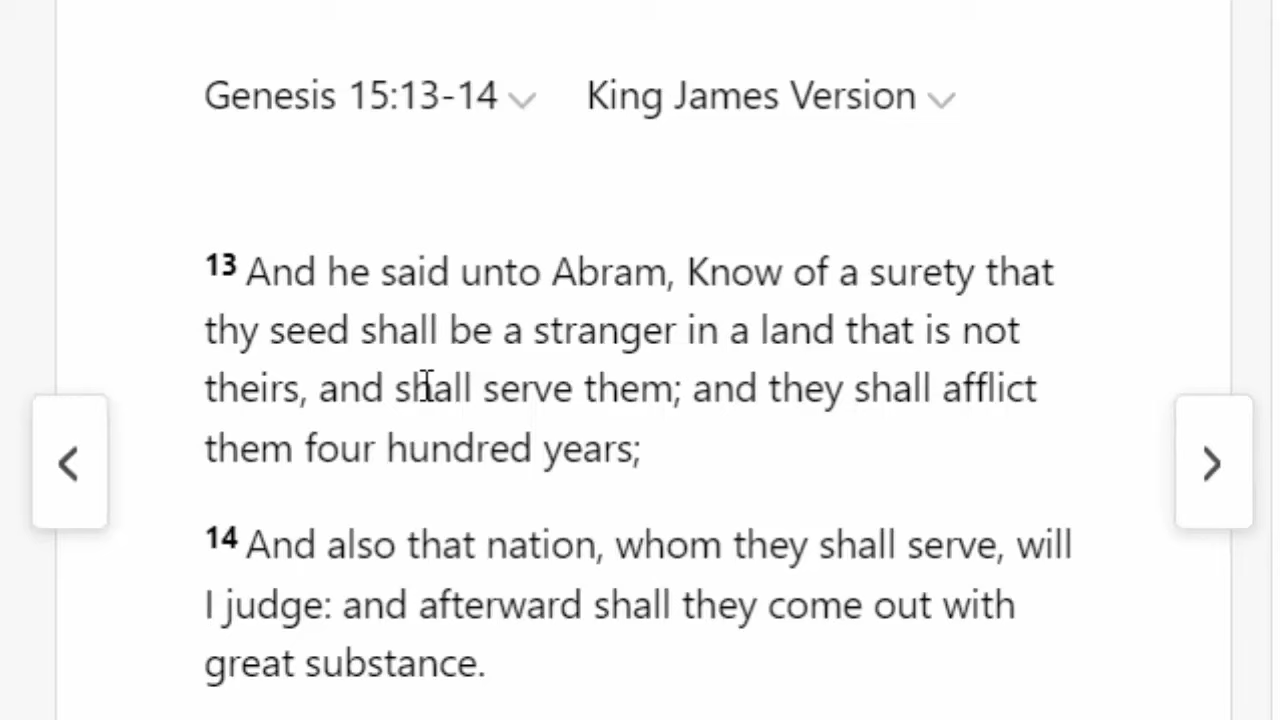 Genesis 15:13-14 King James Version
13 And he said unto Abram, Know of a surety that
thy seed shall be a stranger in a land that is not
theirs, and shall serve them; and they shall afflict
them four hundred years;
14 And also that nation, whom they shall serve, will
I judge: and afterward shall they come out with
great substance.